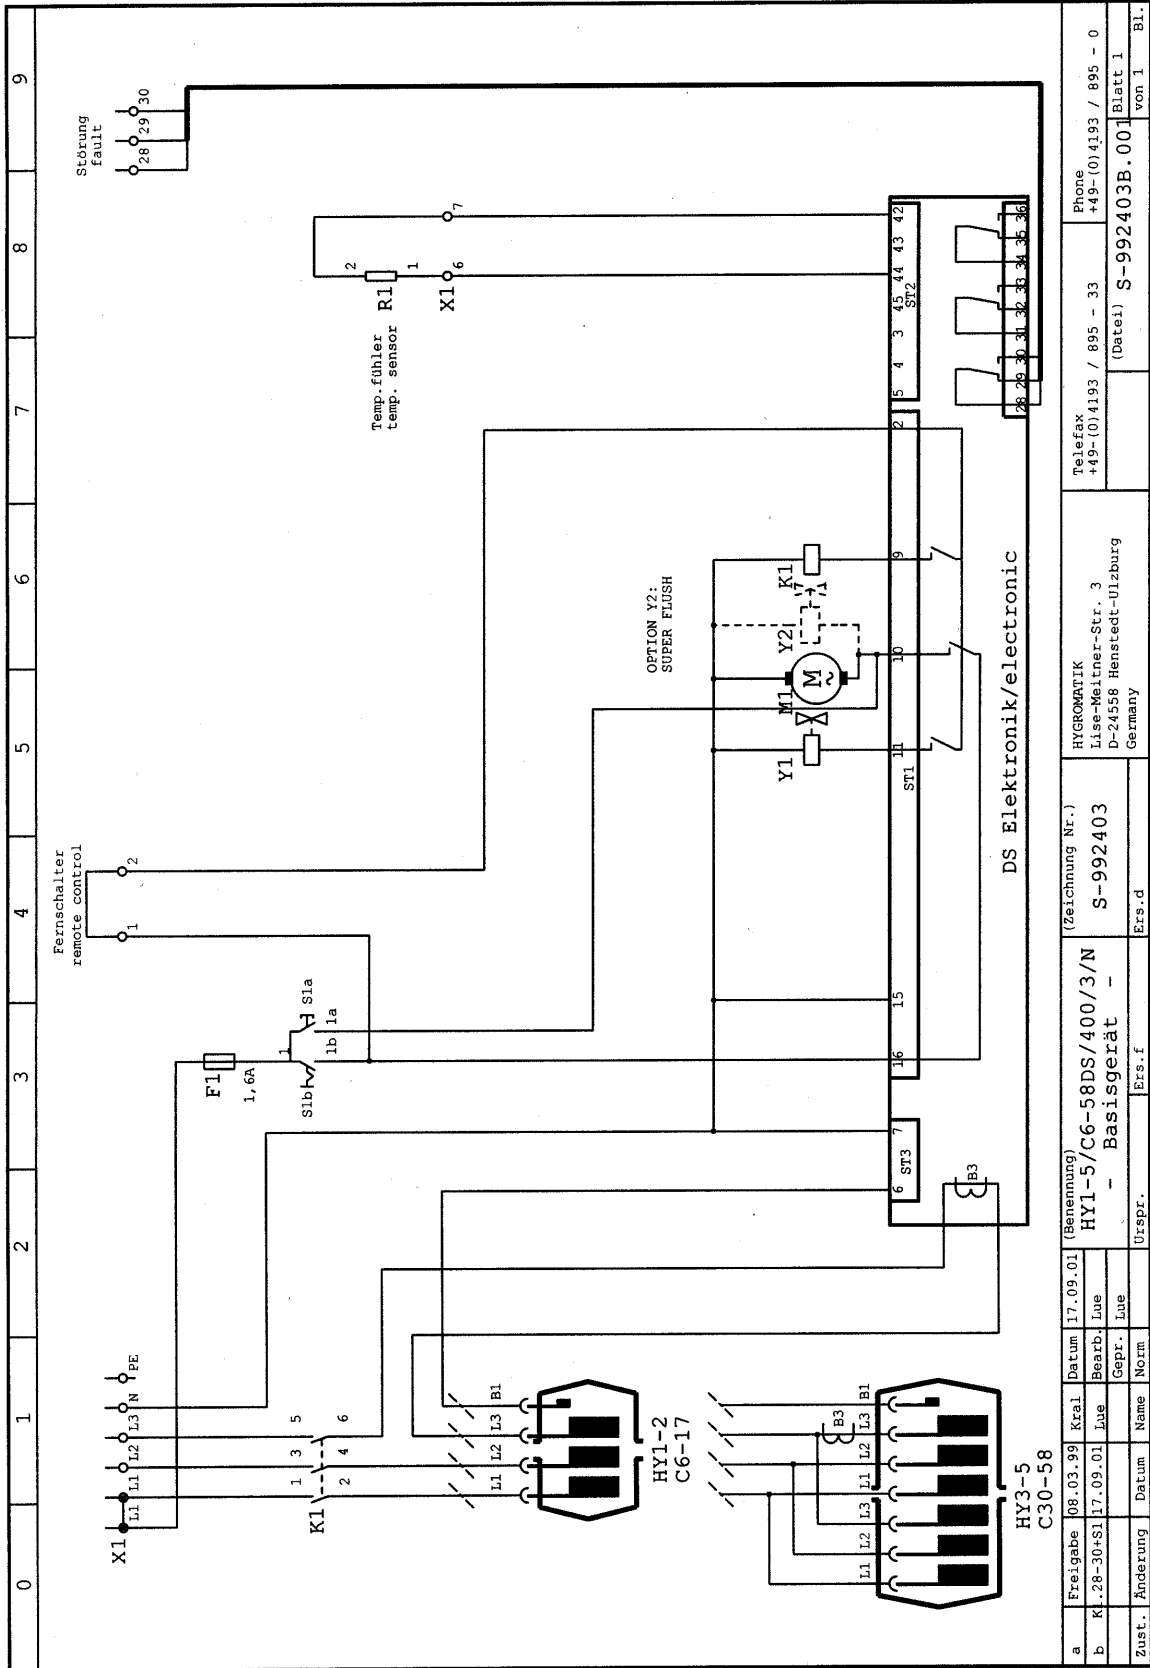 0 1 2 3 4 5 6 7 8 9
X1
L1 L1 L2 L3 N PE
K1
1 3 5
2 4 6
L1 L2 L3 B1
HY1-2
C6-17
L1 L2 L3 L1 L2 L3 B1
B3
HY3-5
C30-58
F1
1,6A
1
S1b S1a
1b 1a
Fernschalter
remote control
1 2
Störung
fault
28 29 30
Temp.fühler
temp. sensor
R1
2
1
X1
6 7
OPTION Y2:
SUPER FLUSH
Y1 M1 Y2 K1
M
~
6 7
ST3
16 15 11 10 9 2
ST1
5 4 3 45 44 43 42
ST2
B3
28 29 30 31 32 33 34 35 36
DS Elektronik/electronic
a Freigabe 08.03.99 Kral Datum 17.09.01
b Kl.28-30+S1 17.09.01 Lue Bearb. Lue
Gepr. Lue
Zust. Änderung Datum Name Norm
(Benennung)
HY1-5/C6-58DS/400/3/N
- Basisgerät -
Urspr. Ers.f Ers.d
(Zeichnung Nr.)
S-992403
HYGROMATIK
Lise-Meitner-Str. 3
D-24558 Henstedt-Ulzburg
Germany
Telefax
+49-(0)4193 / 895 - 33
Phone
+49-(0)4193 / 895 - 0
(Datei) S-992403B.001
Blatt 1
von 1 Bl.